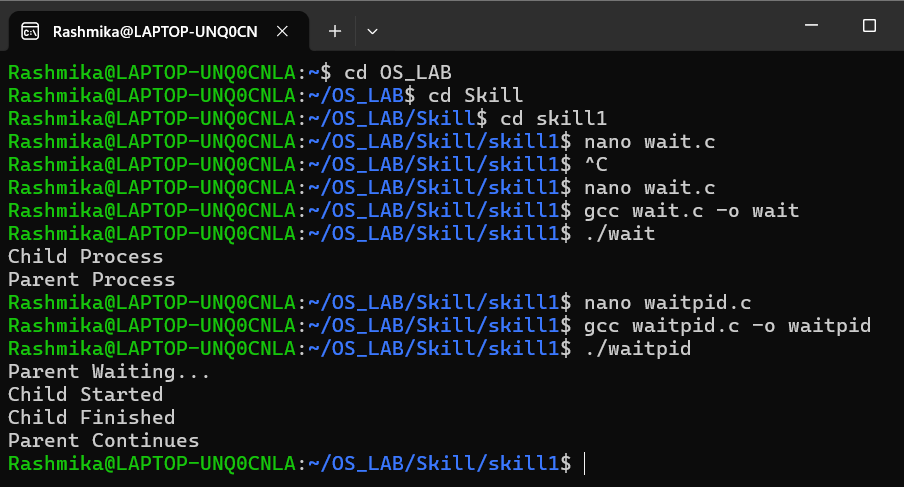 Rashmika@LAPTOP-UNQ0CN
Rashmika@LAPTOP-UNQ0CNLA:~$ cd OS_LAB
Rashmika@LAPTOP-UNQ0CNLA:~/OS_LAB$ cd Skill
Rashmika@LAPTOP-UNQ0CNLA:~/OS_LAB/Skill$ cd skill1
Rashmika@LAPTOP-UNQ0CNLA:~/OS_LAB/Skill/skill1$ nano wait.c
Rashmika@LAPTOP-UNQ0CNLA:~/OS_LAB/Skill/skill1$ ^C
Rashmika@LAPTOP-UNQ0CNLA:~/OS_LAB/Skill/skill1$ nano wait.c
Rashmika@LAPTOP-UNQ0CNLA:~/OS_LAB/Skill/skill1$ gcc wait.c -o wait
Rashmika@LAPTOP-UNQ0CNLA:~/OS_LAB/Skill/skill1$ ./wait
Child Process
Parent Process
Rashmika@LAPTOP-UNQ0CNLA:~/OS_LAB/Skill/skill1$ nano waitpid.c
Rashmika@LAPTOP-UNQ0CNLA:~/OS_LAB/Skill/skill1$ gcc waitpid.c -o waitpid
Rashmika@LAPTOP-UNQ0CNLA:~/OS_LAB/Skill/skill1$ ./waitpid
Parent Waiting...
Child Started
Child Finished
Parent Continues
Rashmika@LAPTOP-UNQ0CNLA:~/OS_LAB/Skill/skill1$